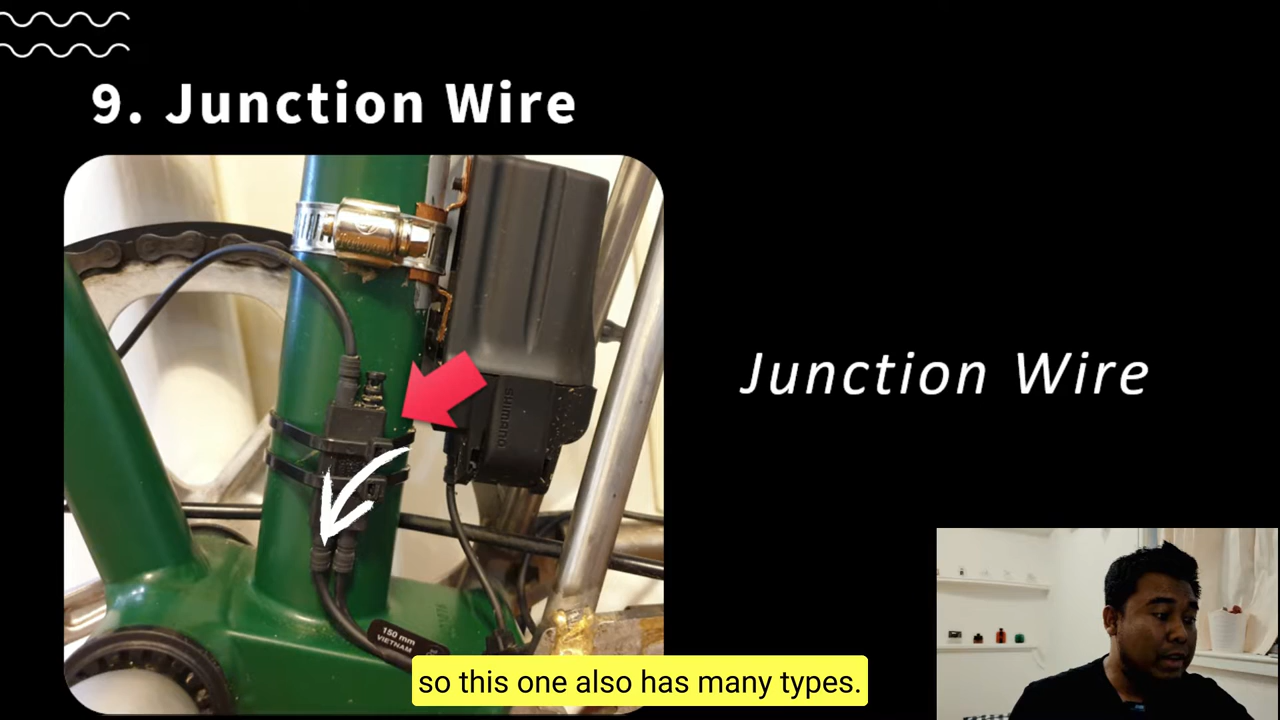 9. Junction Wire
SHIMANO
Junction Wire
150 mm
VIETNAM
so this one also has many types.